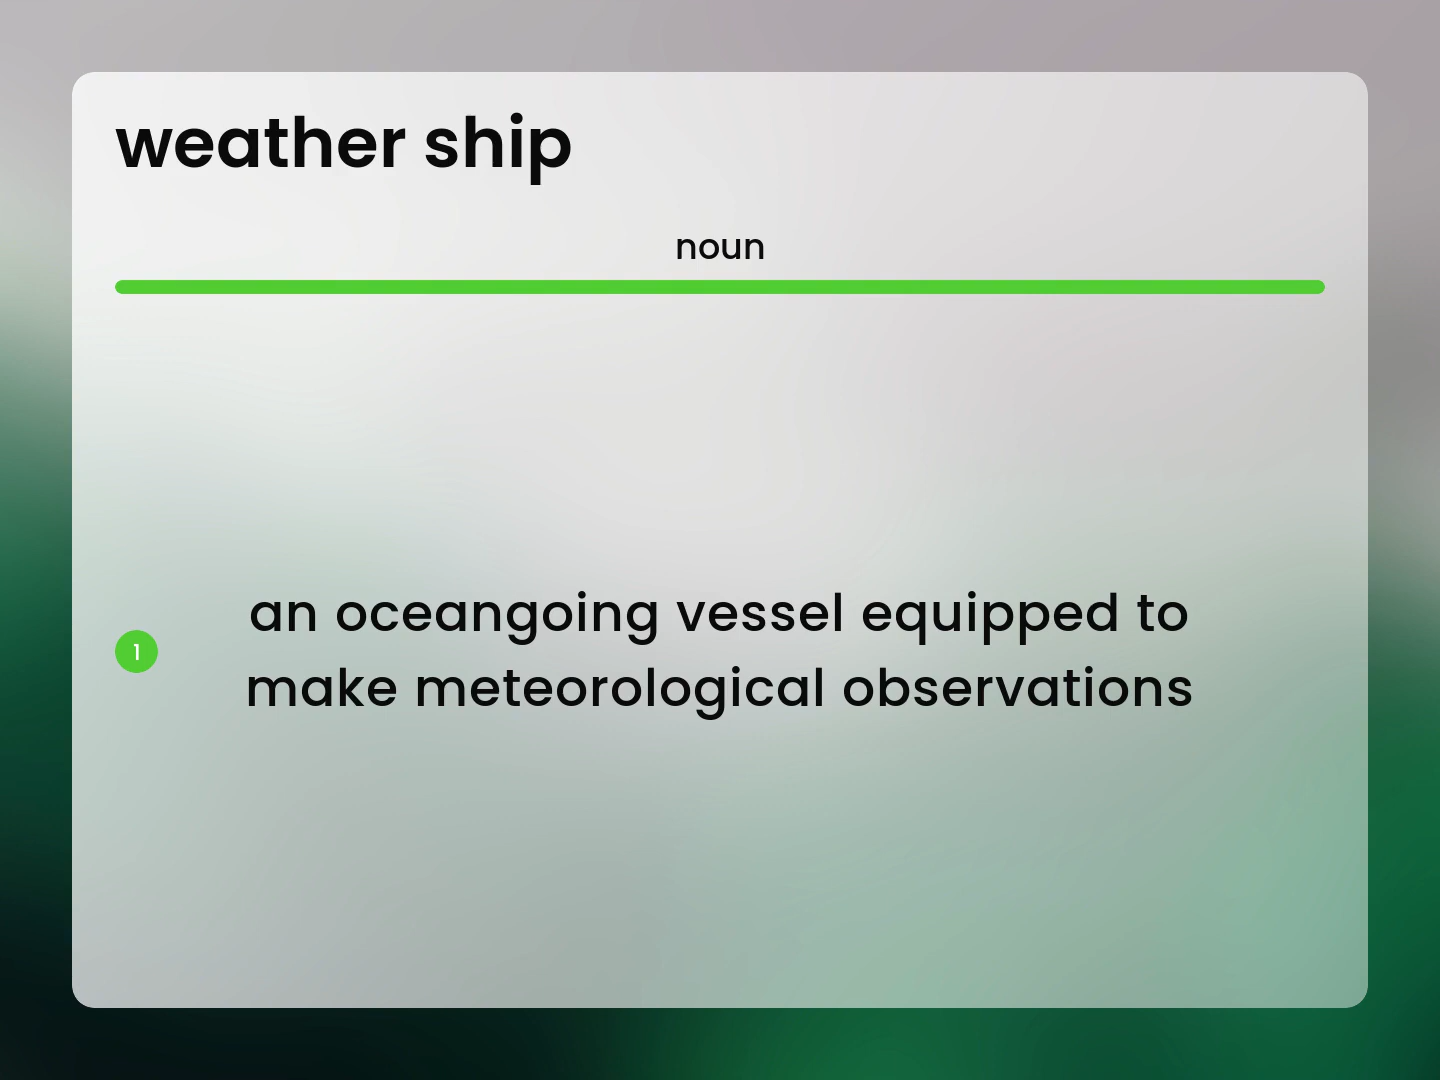 weather ship
noun
1
an oceangoing vessel equipped to
make meteorological observations